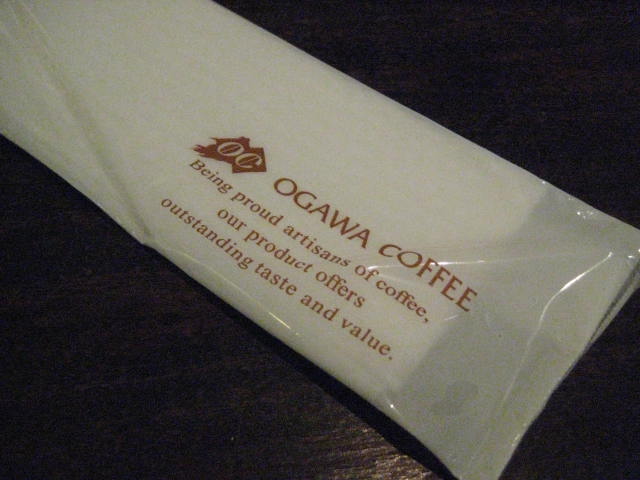 OC
OGAWA COFFEE
Being proud artisans of coffee,
our product offers
outstanding taste and value.